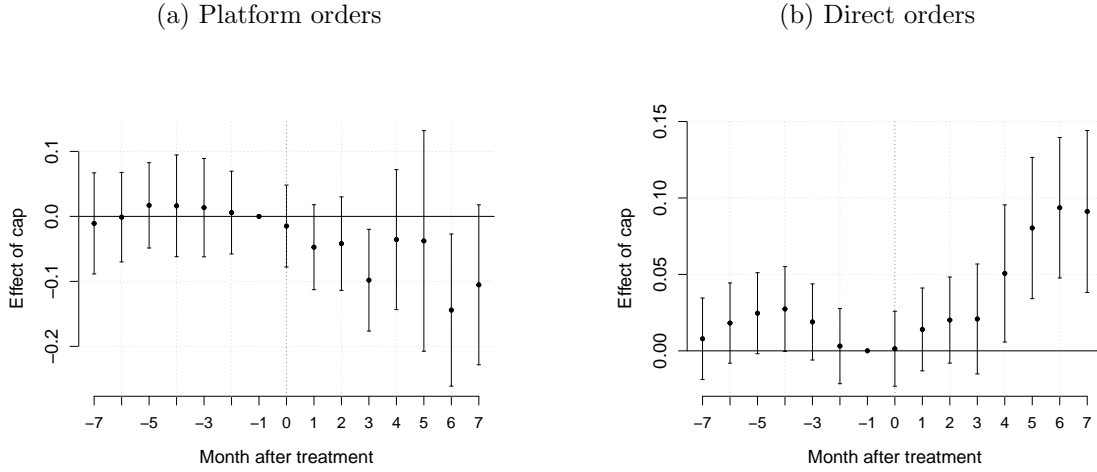 (a) Platform orders
Effect of cap
0.1
0.0
−0.1
−0.2
−7 −5 −3 −1 0 1 2 3 4 5 6 7
Month after treatment
(b) Direct orders
Effect of cap
0.15
0.10
0.05
0.00
−7 −5 −3 −1 0 1 2 3 4 5 6 7
Month after treatment